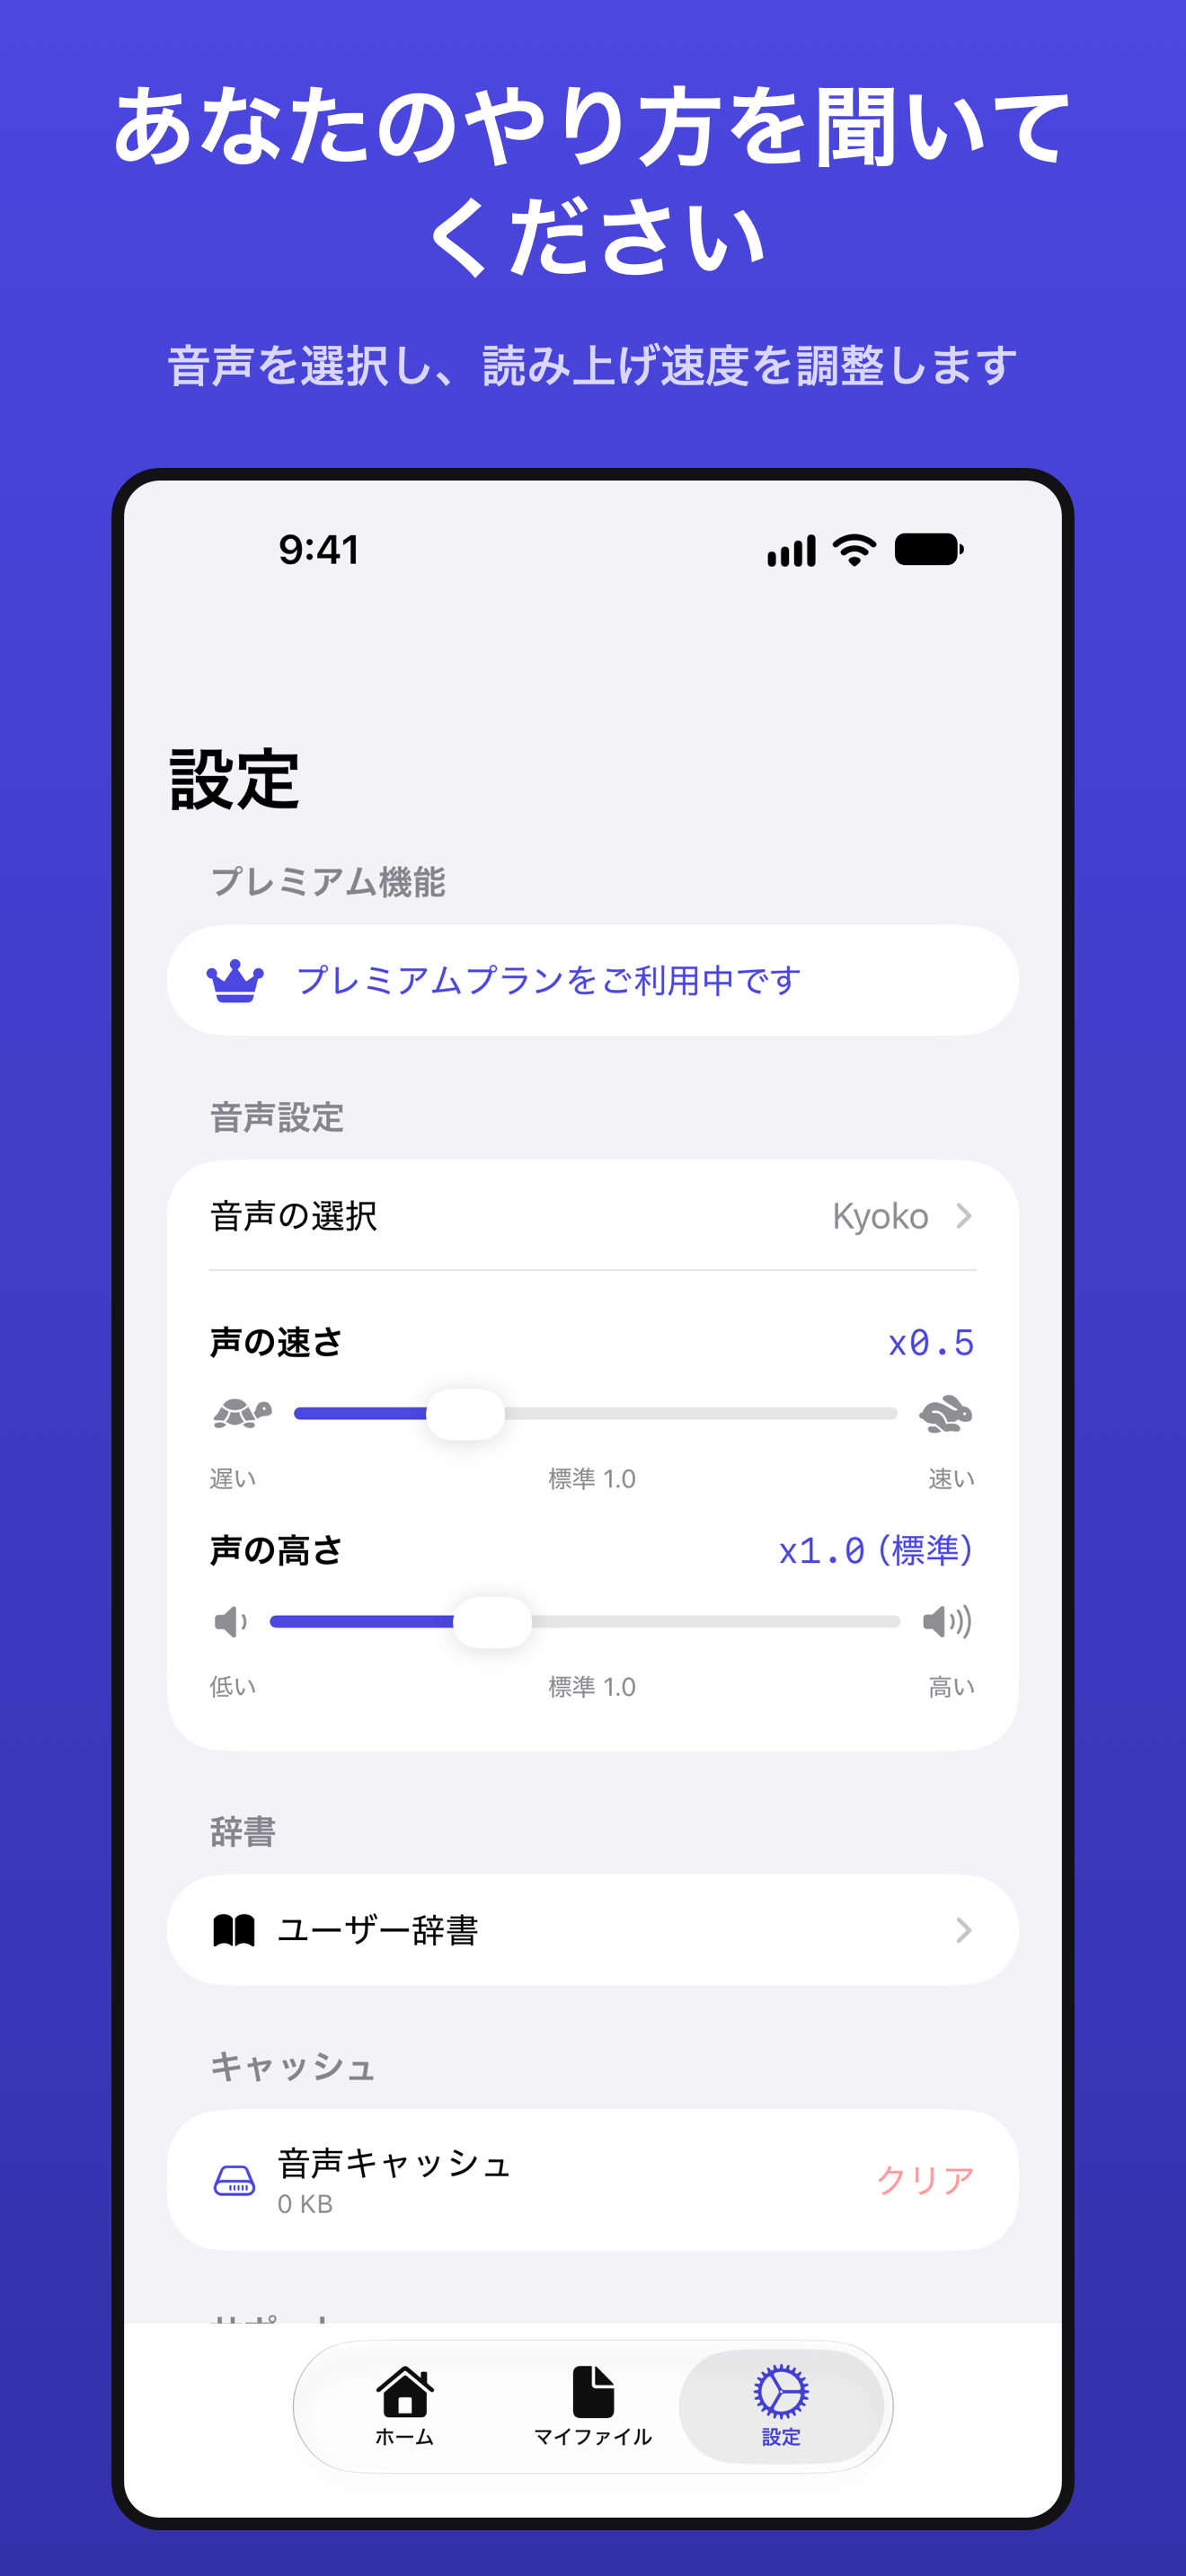 あなたのやり方を聞いて
ください
音声を選択し、読み上げ速度を調整します
9:41
設定
プレミアム機能
プレミアムプランをご利用中です
音声設定
音声の選択 Kyoko
声の速さ x0.5
遅い 標準 1.0 速い
声の高さ x1.0 (標準)
低い 標準 1.0 高い
辞書
ユーザー辞書
キャッシュ
音声キャッシュ
0 KB
クリア
ホーム マイファイル 設定